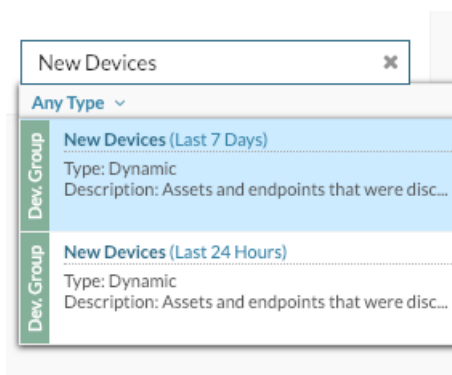 New Devices ✖
Any Type
Dev. Group
New Devices (Last 7 Days)
Type: Dynamic
Description: Assets and endpoints that were disc...
Dev. Group
New Devices (Last 24 Hours)
Type: Dynamic
Description: Assets and endpoints that were disc...